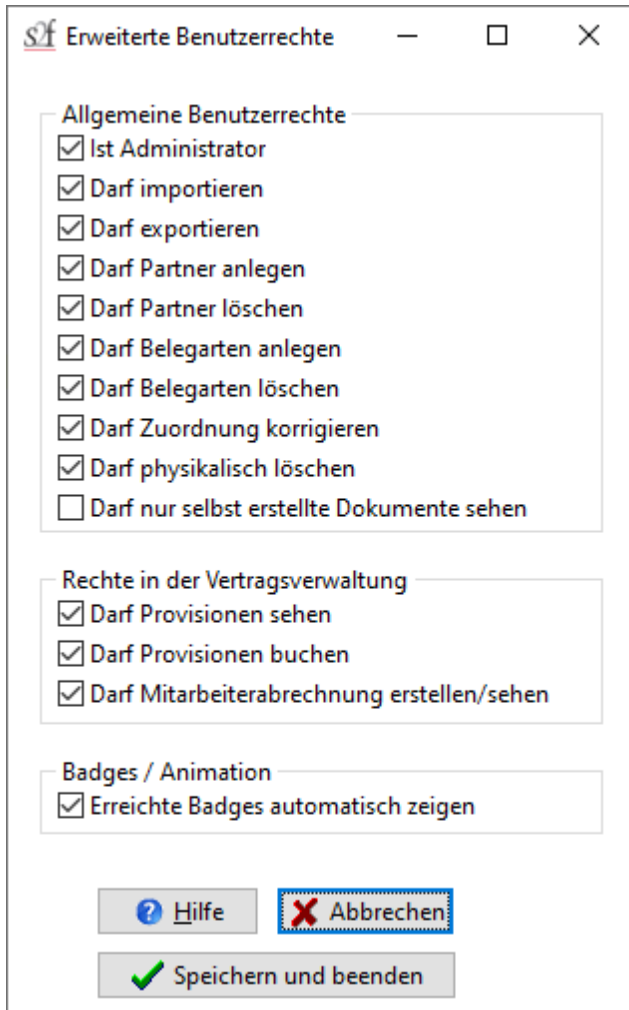 s2f Erweiterte Benutzerrechte
Allgemeine Benutzerrechte
Ist Administrator
Darf importieren
Darf exportieren
Darf Partner anlegen
Darf Partner löschen
Darf Belegarten anlegen
Darf Belegarten löschen
Darf Zuordnung korrigieren
Darf physikalisch löschen
Darf nur selbst erstellte Dokumente sehen
Rechte in der Vertragsverwaltung
Darf Provisionen sehen
Darf Provisionen buchen
Darf Mitarbeiterabrechnung erstellen/sehen
Badges / Animation
Erreichte Badges automatisch zeigen
Hilfe
Abbrechen
Speichern und beenden